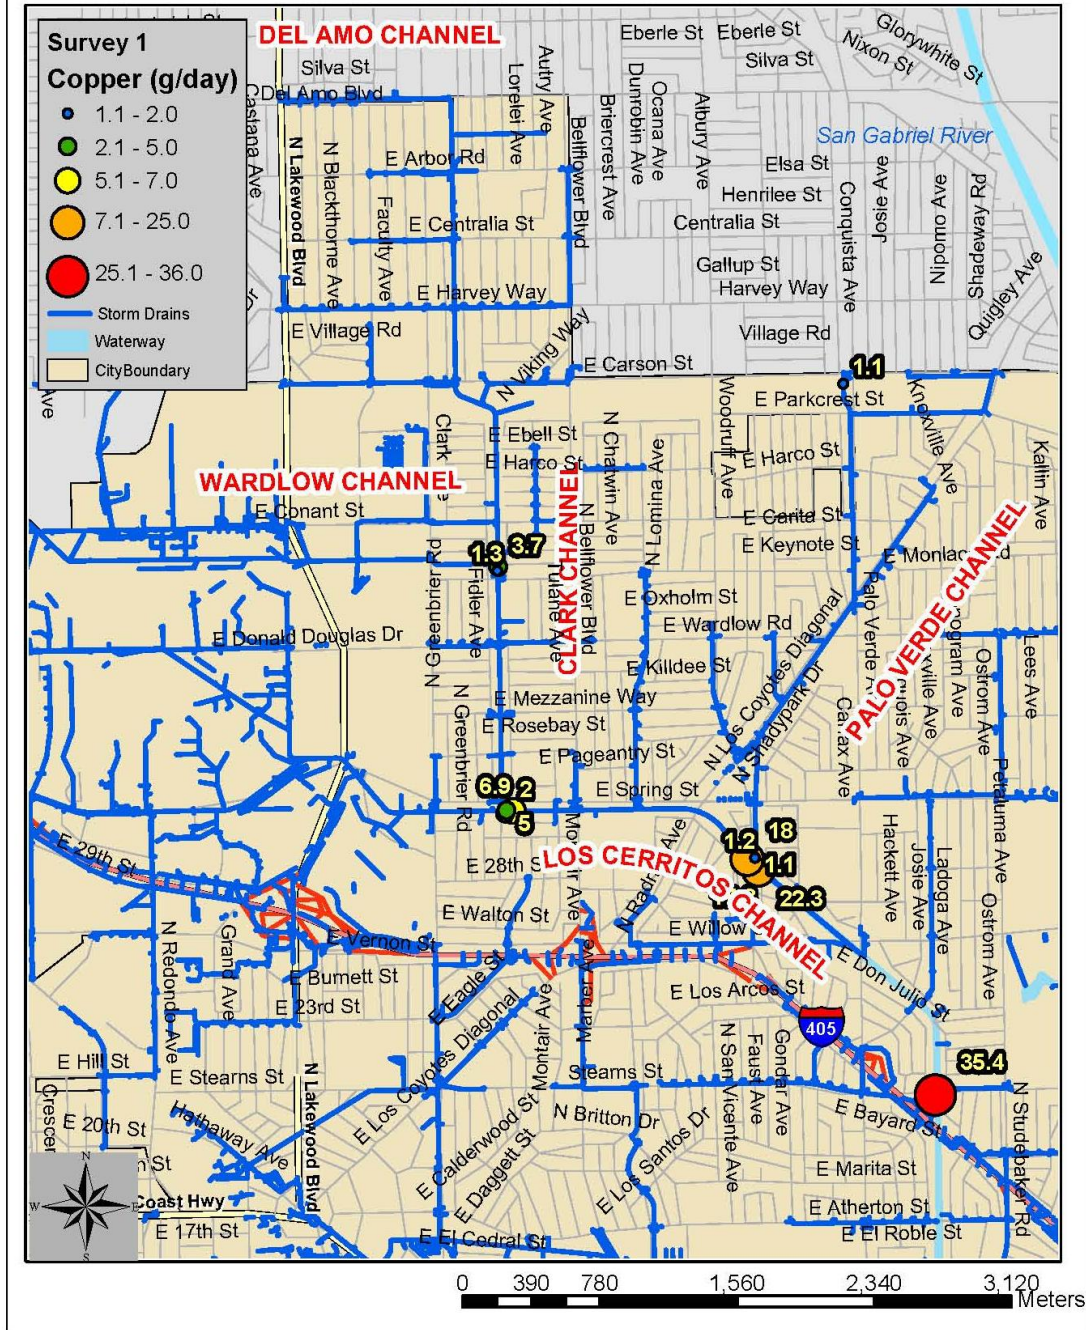 Survey 1
Copper (g/day)
1.1 - 2.0
2.1 - 5.0
5.1 - 7.0
7.1 - 25.0
25.1 - 36.0
Storm Drains
Waterway
CityBoundary
DEL AMO CHANNEL
Eberle St
Eberle St
Glorywhite St
Silva St
Silva St
Nixon St
Del Amo Blvd
Autry Ave
Lorelei Ave
Bellflower Blvd
Briercrest Ave
Dunrobin Ave
Ocana Ave
Albury Ave
San Gabriel River
N Lakewood Blvd
N Blackthorne Ave
E Arbor Rd
Elsa St
Henrilee St
Conquista Ave
Josie Ave
Nipomo Ave
Shadeway Rd
Faculty Ave
E Centralia St
Centralia St
Gallup St
Quigley Ave
E Harvey Way
Harvey Way
E Village Rd
Village Rd
N Viking Way
E Carson St
1.1
Ave
E Parkcrest St
Woodruff Ave
Knoxville Ave
Clark
E Ebell St
N Chatwin Ave
N Lomina Ave
E Harco St
E Harco St
Kallin Ave
WARDLOW CHANNEL
E Conant St
CLARK CHANNEL
N Bellflower Blvd
E Carita St
E Keynote St
PALO VERDE CHANNEL
1.3
3.7
N Greenbrier Rd
Fidler Ave
Tulane Ave
E Oxholm St
E Wardlow Rd
Palo Verde
E Donald Douglas Dr
E Killdee St
N Los Coyotes Diagonal
N Shadypark Dr
Ostrom Ave
Lees Ave
E Mezzanine Way
N Greenbrier Rd
E Rosebay St
E Pageantry St
Petaluma Ave
6.9
2
5
E Spring St
E 29th St
E 28th S
1.2
18
1.1
22.3
LOS CERRITOS CHANNEL
Hackett Ave
Josie Ave
Ladoga Ave
Ostrom Ave
E Walton St
E Willow
N Redondo Ave
Grand Ave
E Vernon St
E Burnett St
E Eagle St
E Don Julio St
E 23rd St
E Los Arcos St
405
Montair Ave
E Los Coyotes Diagonal
E Hill St
E Stearns St
Stearns St
35.4
N San Vicente Ave
Faust Ave
Gondar Ave
N Lakewood Blvd
E 20th St
Hathaway Ave
E Calderwood St
N Britton Dr
E Bayard St
N Studebaker Rd
E Daggett St
E Los Santos Dr
E Marita St
Coast Hwy
E Atherton St
E 17th St
E El Cedral St
E El Roble St
N
W
E
S
0 390 780 1,560 2,340 3,120
Meters